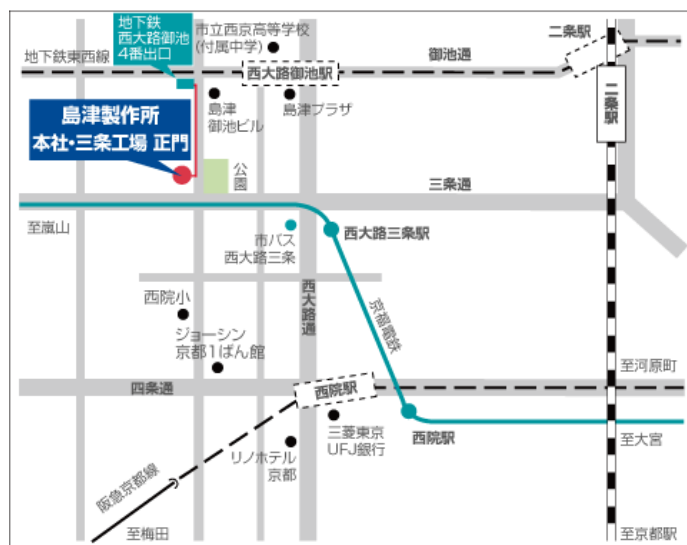 地下鉄
西大路御池
4番出口
市立西京高等学校
(付属中学)
二条駅
地下鉄東西線
御池通
西大路御池駅
島津製作所
本社・三条工場 正門
島津
御池ビル
島津プラザ
二条駅
公園
三条通
至嵐山
市バス
西大路三条
西大路三条駅
西院小
西大路通
京福電鉄
ジョーシン
京都1ばん館
至河原町
四条通
西院駅
西院駅
三菱東京
UFJ銀行
至大宮
リノホテル
京都
阪急京都線
至梅田
至京都駅